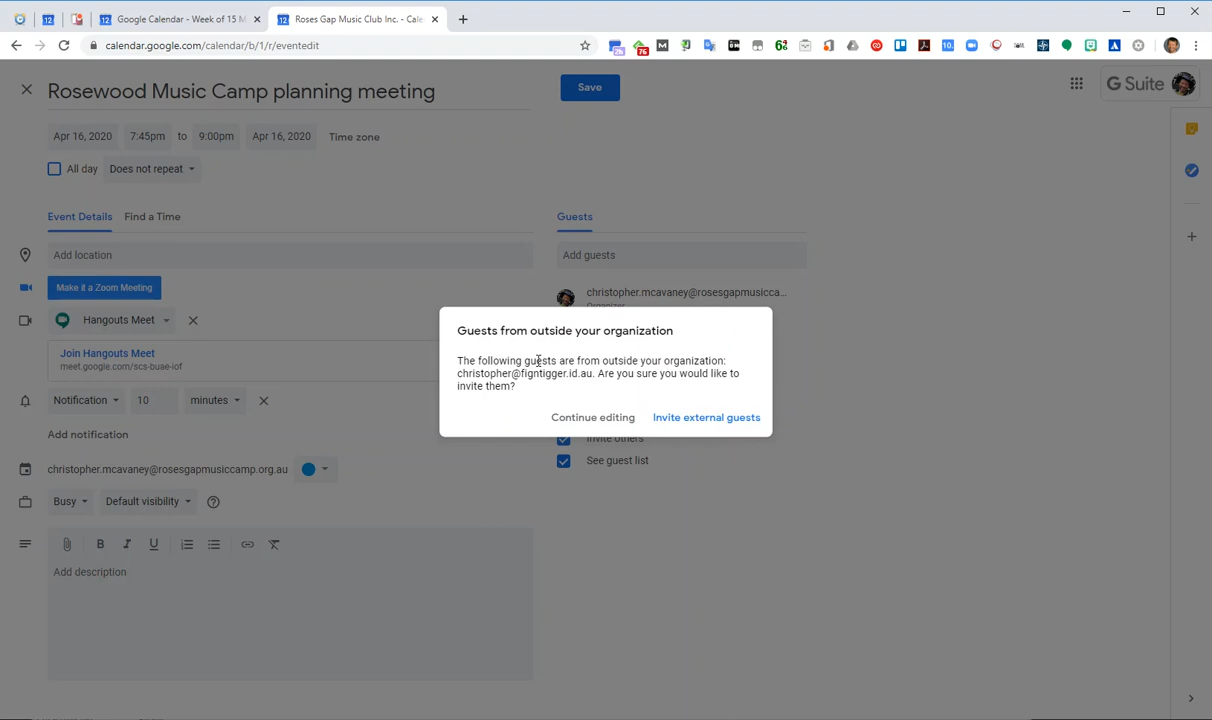 Google Calendar - Week of 15 M
Roses Gap Music Club Inc. - Cale
calendar.google.com/calendar/b/1/r/eventedit
Rosewood Music Camp planning meeting
Save
G Suite
Apr 16, 2020
7:45pm
to
9:00pm
Apr 16, 2020
Time zone
All day
Does not repeat
Event Details
Find a Time
Guests
Add location
Add guests
Make it a Zoom Meeting
christopher.mcavaney@rosesgapmusicca...
Organizer
Hangouts Meet
Join Hangouts Meet
meet.google.com/scs-buae-iof
Guests from outside your organization
The following guests are from outside your organization:
christopher@figntigger.id.au. Are you sure you would like to
invite them?
Continue editing
Invite external guests
Notification
10
minutes
Add notification
Invite others
See guest list
christopher.mcavaney@rosesgapmusiccamp.org.au
Busy
Default visibility
B I U
Add description